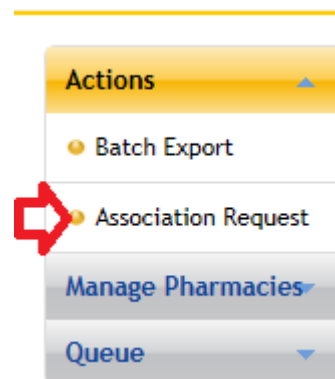 Actions
Batch Export
Association Request
Manage Pharmacies
Queue